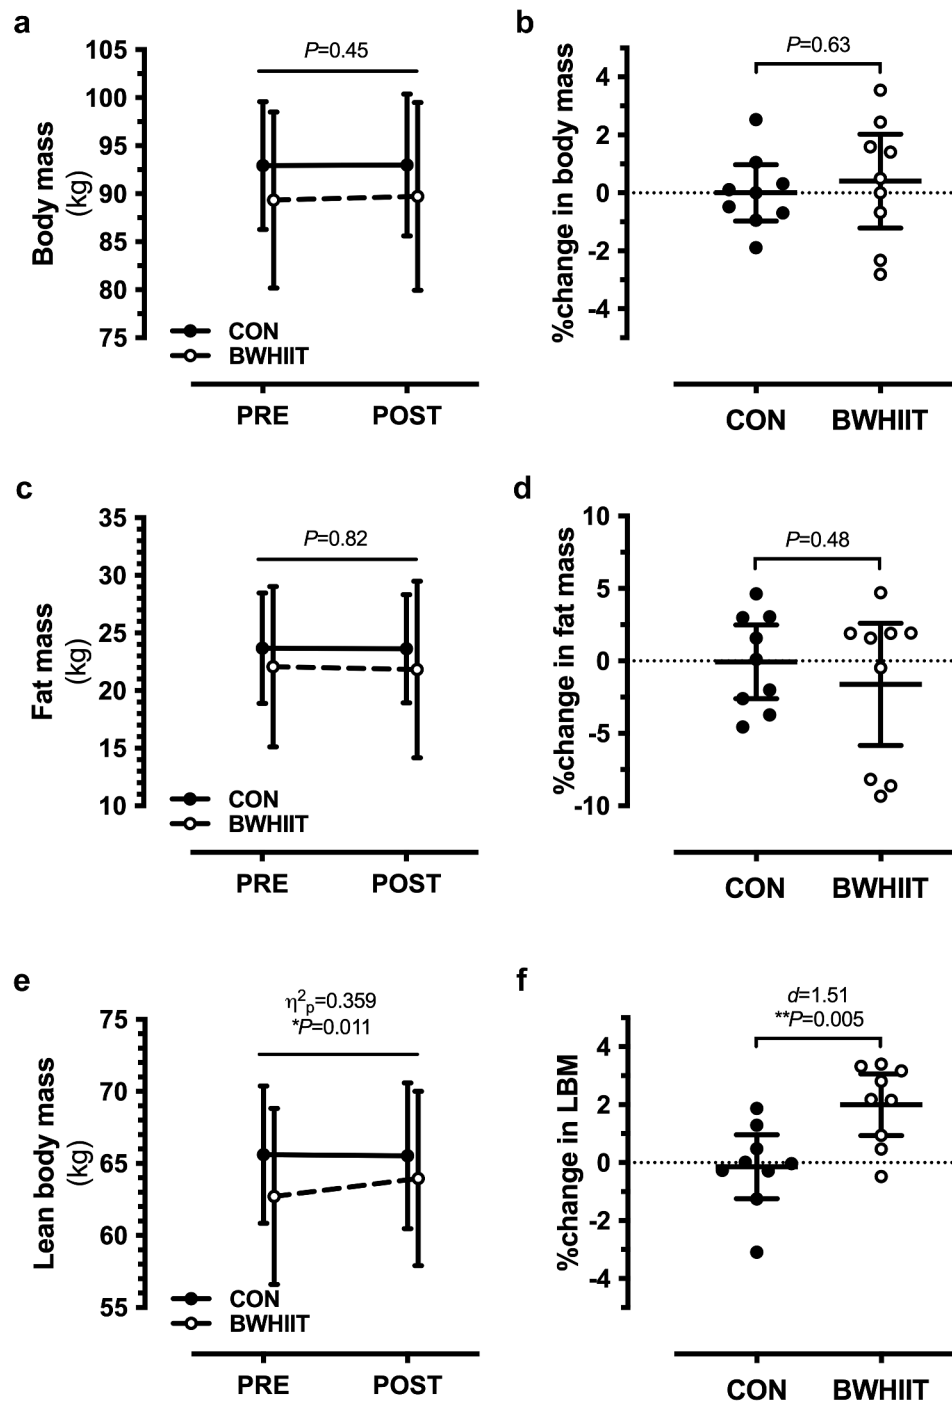 a
P=0.45
Body mass
(kg)
105
100
95
90
85
80
75
CON
BWHIIT
PRE
POST
b
P=0.63
%change in body mass
4
2
0
-2
-4
CON
BWHIIT
c
P=0.82
Fat mass
(kg)
35
30
25
20
15
10
CON
BWHIIT
PRE
POST
d
P=0.48
%change in fat mass
10
5
0
-5
-10
CON
BWHIIT
e
η²p=0.359
*P=0.011
Lean body mass
(kg)
75
70
65
60
55
CON
BWHIIT
PRE
POST
f
d=1.51
**P=0.005
%change in LBM
4
2
0
-2
-4
CON
BWHIIT